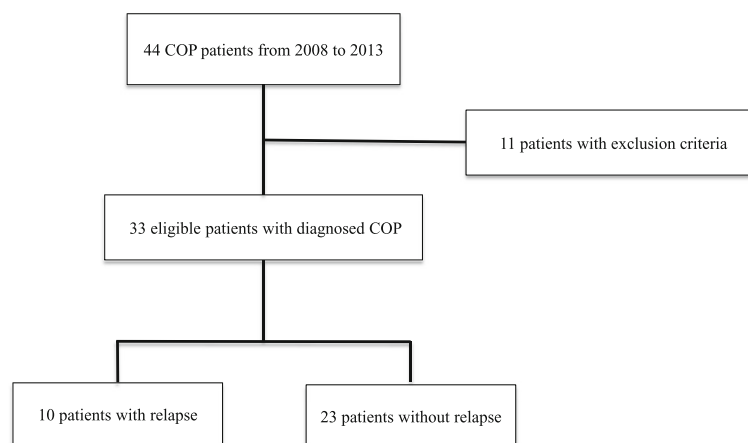 44 COP patients from 2008 to 2013
11 patients with exclusion criteria
33 eligible patients with diagnosed COP
10 patients with relapse
23 patients without relapse